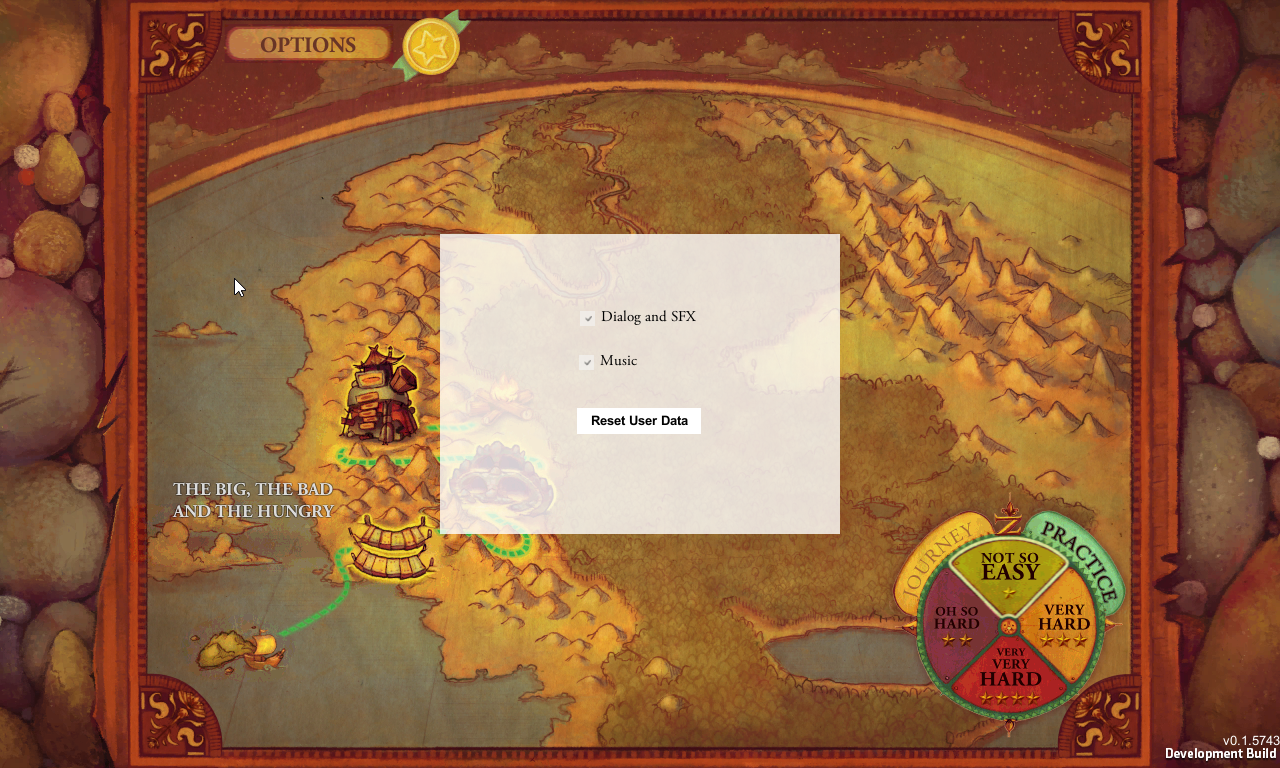 OPTIONS
Dialog and SFX
Music
Reset User Data
THE BIG, THE BAD
AND THE HUNGRY
JOURNEY
PRACTICE
NOT SO
EASY
OH SO
HARD
VERY
HARD
VERY
VERY
HARD
v0.1.5743
Development Build